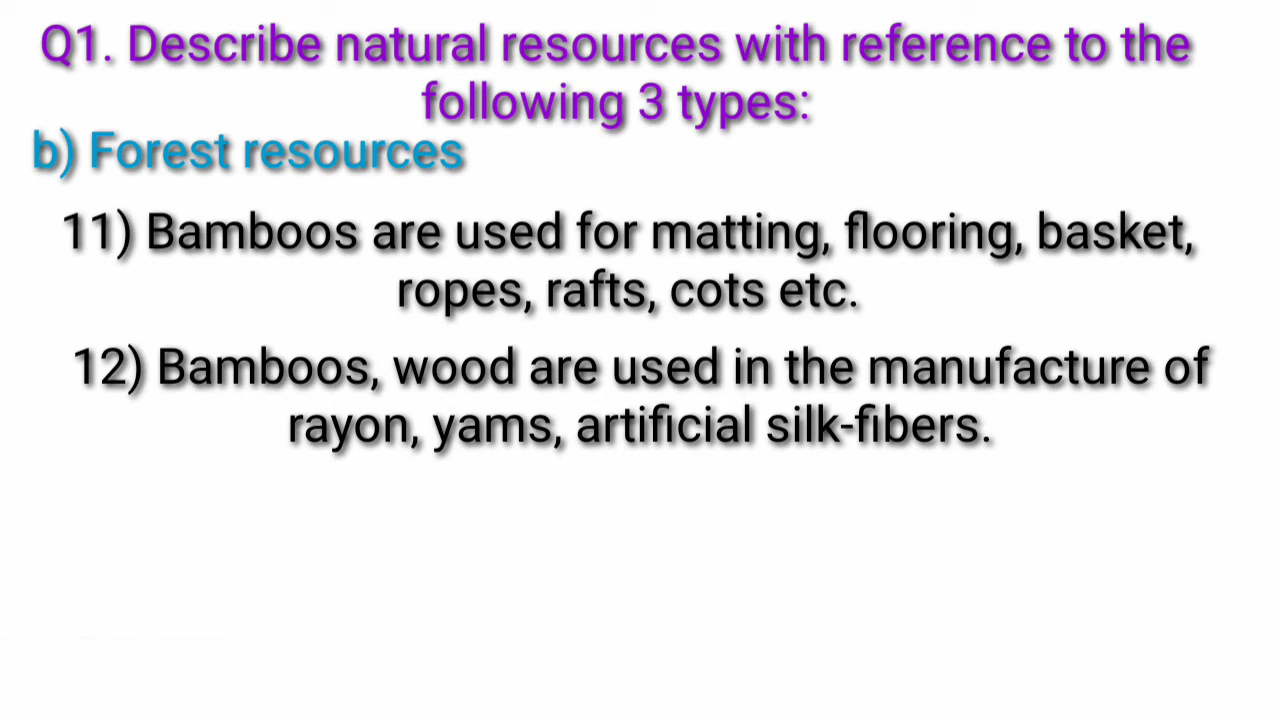 Q1. Describe natural resources with reference to the
following 3 types:
b) Forest resources
11) Bamboos are used for matting, flooring, basket,
ropes, rafts, cots etc.
12) Bamboos, wood are used in the manufacture of
rayon, yams, artificial silk-fibers.